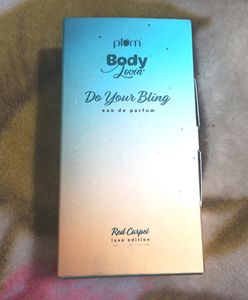 plum
Body
Lovin'
Do Your Bling
eau de parfum
Red Carpet
luxe edition